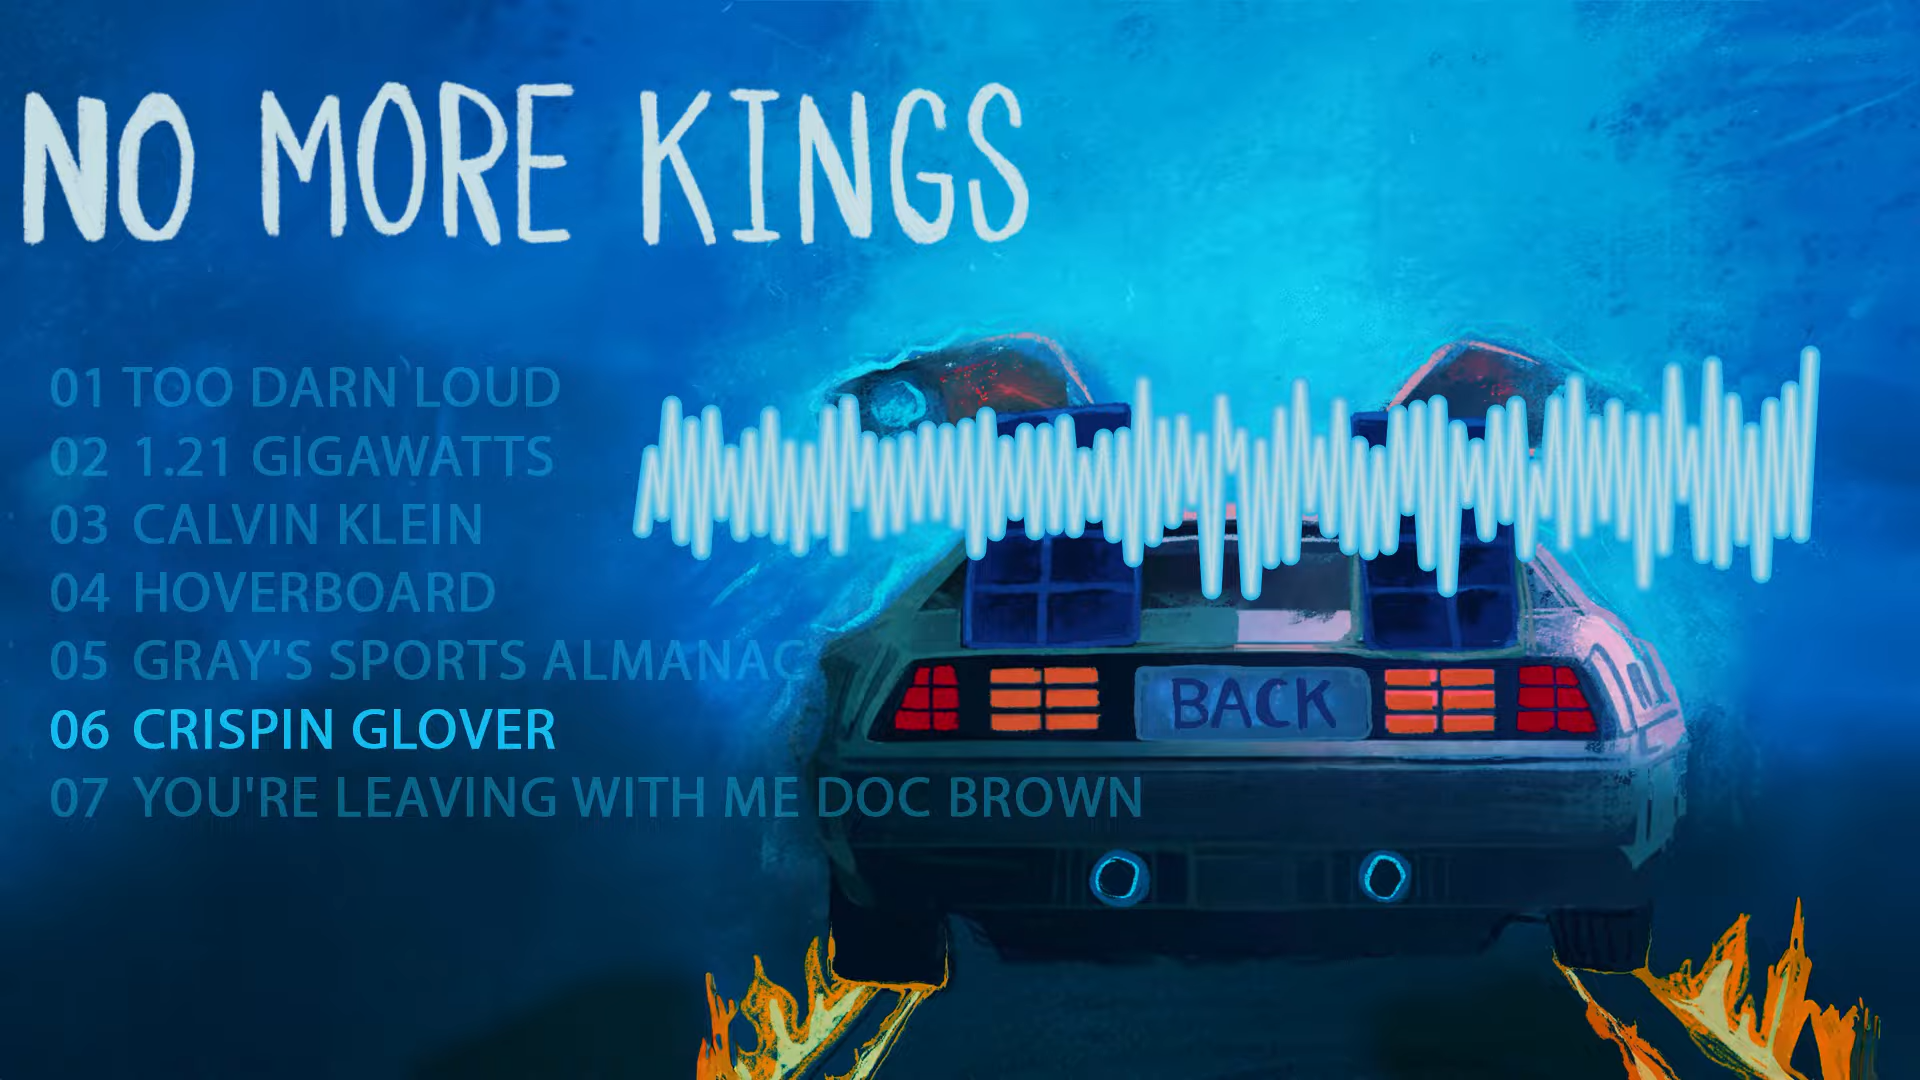 NO MORE KINGS
01 TOO DARN LOUD
02 1.21 GIGAWATTS
03 CALVIN KLEIN
04 HOVERBOARD
05 GRAY'S SPORTS ALMANAC
06 CRISPIN GLOVER
07 YOU'RE LEAVING WITH ME DOC BROWN
BACK